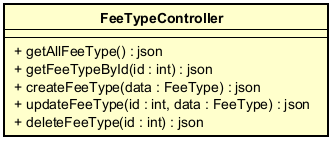 FeeTypeController
+ getAllFeeType() : json
+ getFeeTypeById(id : int) : json
+ createFeeType(data : FeeType) : json
+ updateFeeType(id : int, data : FeeType) : json
+ deleteFeeType(id : int) : json